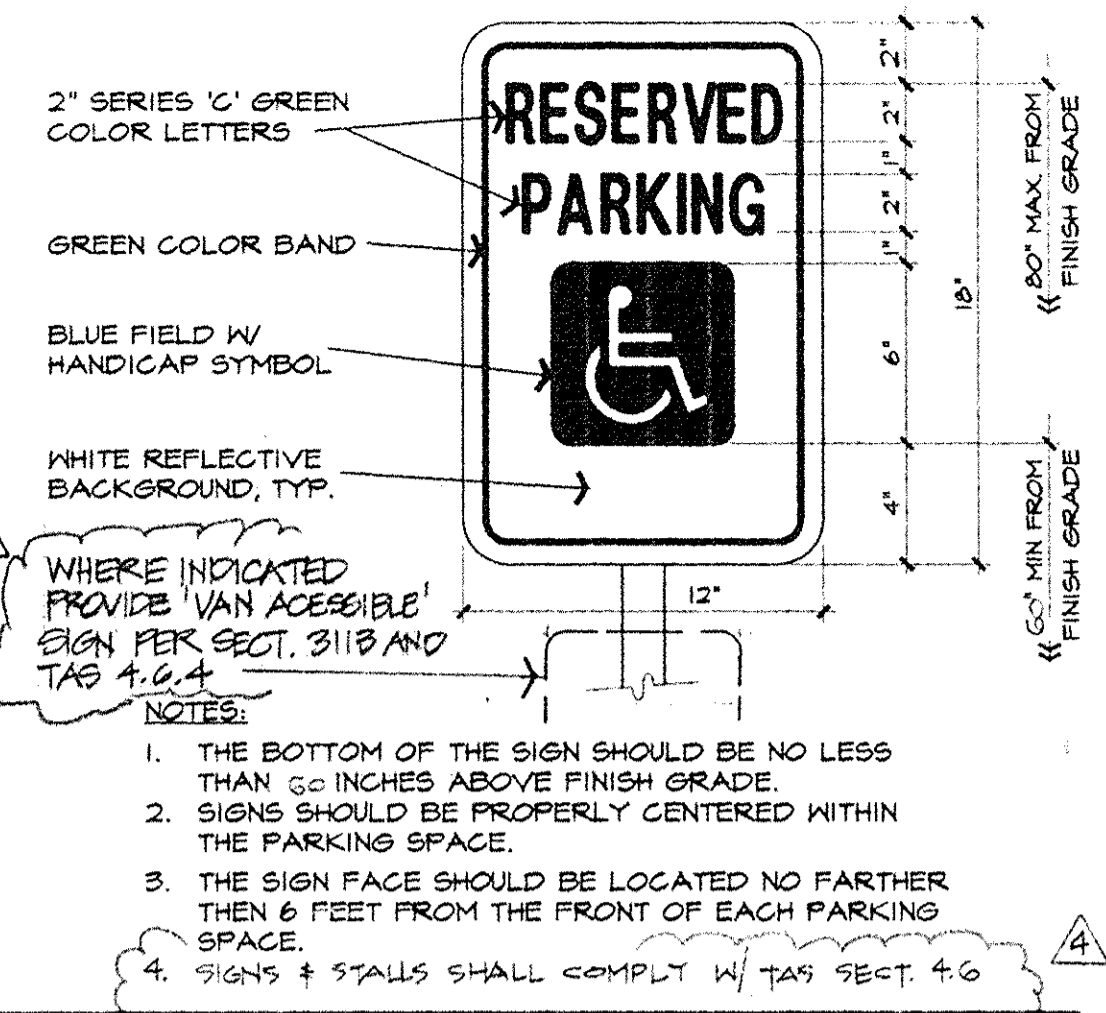 2" SERIES 'C' GREEN
COLOR LETTERS
GREEN COLOR BAND
BLUE FIELD W/
HANDICAP SYMBOL
WHITE REFLECTIVE
BACKGROUND, TYP.
WHERE INDICATED
PROVIDE 'VAN ACESSIBLE'
SIGN PER SECT. 3113 AND
TAS 4.6.4
RESERVED
PARKING
2"
2"
1"
2"
1"
6"
4"
18"
12"
80" MAX. FROM
FINISH GRADE
60" MIN FROM
FINISH GRADE
NOTES:
1. THE BOTTOM OF THE SIGN SHOULD BE NO LESS
THAN 60 INCHES ABOVE FINISH GRADE.
2. SIGNS SHOULD BE PROPERLY CENTERED WITHIN
THE PARKING SPACE.
3. THE SIGN FACE SHOULD BE LOCATED NO FARTHER
THEN 6 FEET FROM THE FRONT OF EACH PARKING
SPACE.
4. SIGNS & STALLS SHALL COMPLY W/ TAS SECT. 4.6
4